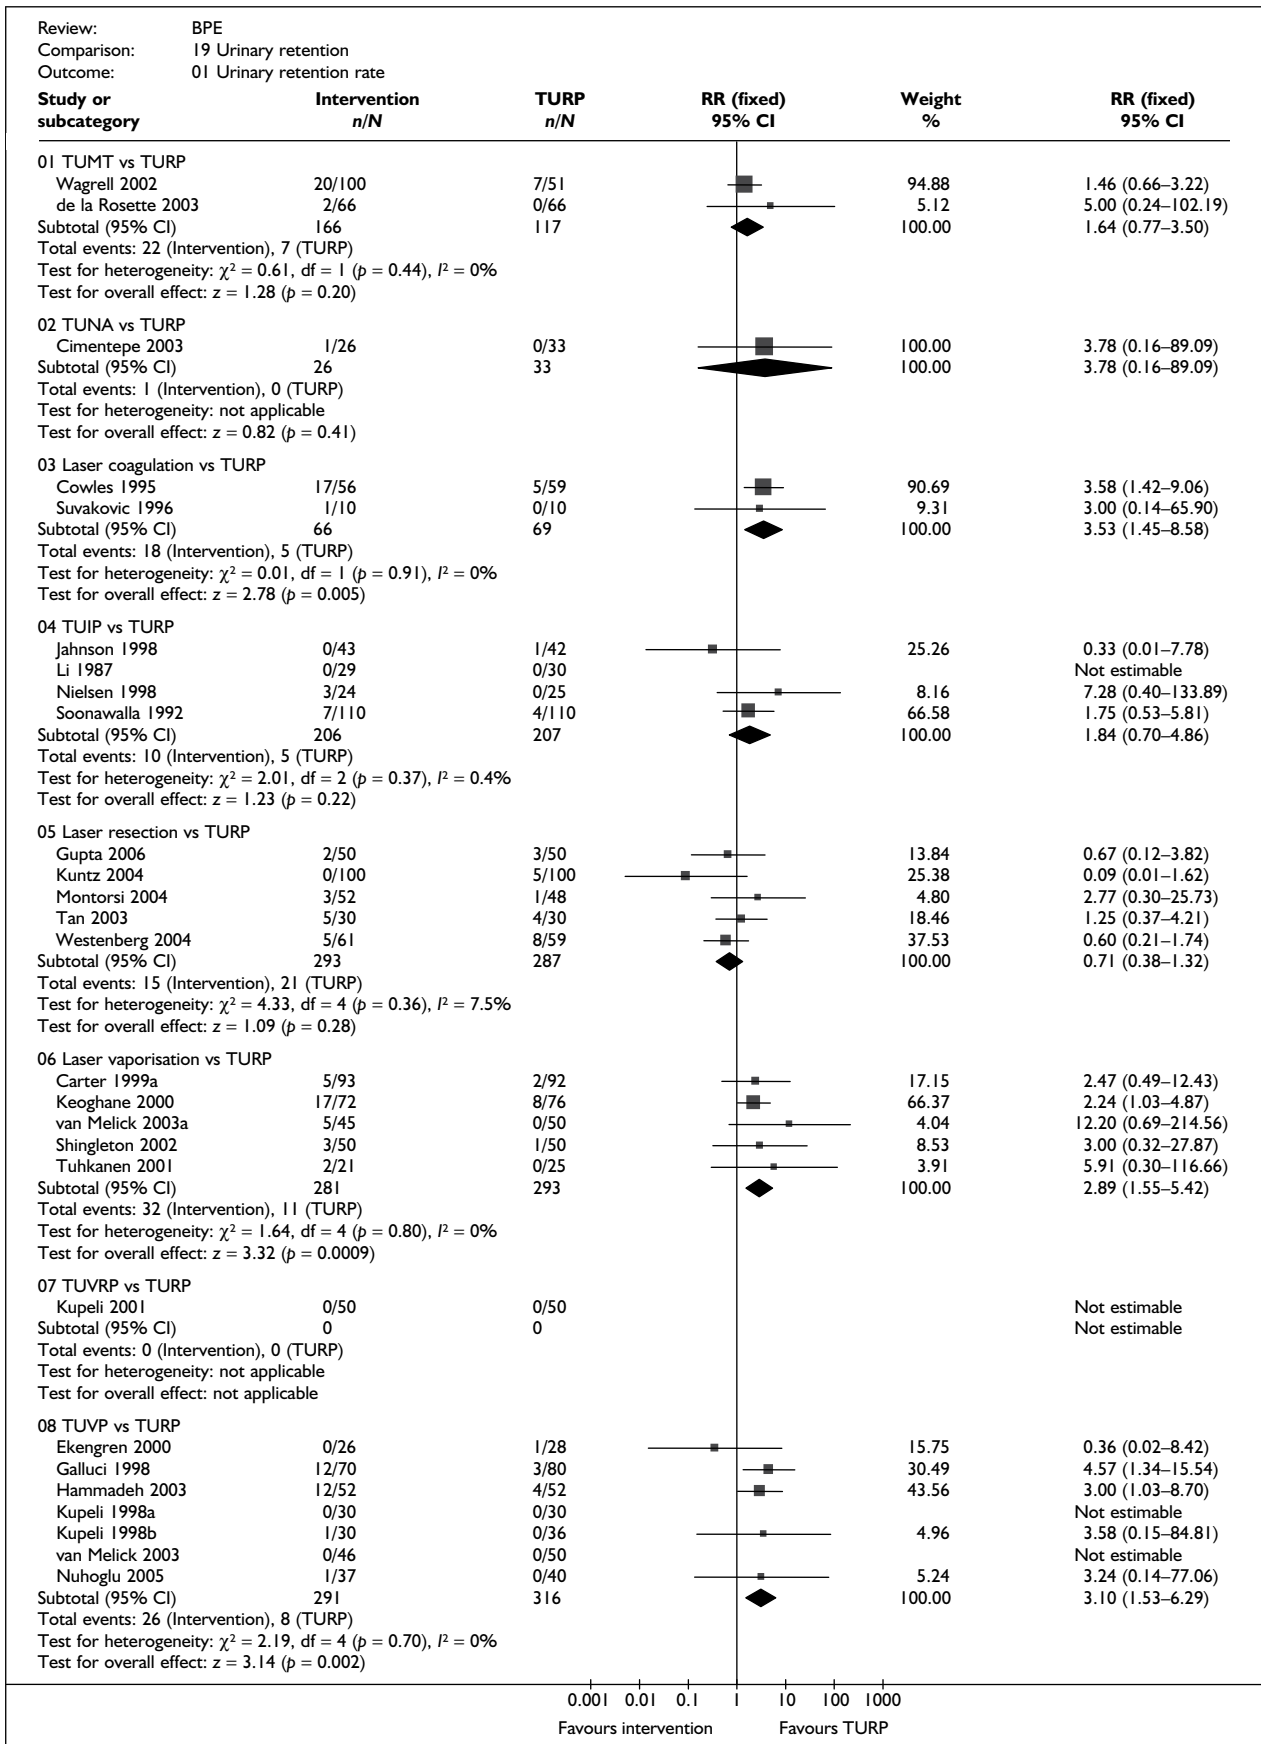 Review: BPE
Comparison: 19 Urinary retention
Outcome: 01 Urinary retention rate
Study or Intervention TURP RR (fixed) Weight RR (fixed)
subcategory n/N n/N 95% CI % 95% CI
01 TUMT vs TURP
Wagrell 2002 20/100 7/51 94.88 1.46 (0.66–3.22)
de la Rosette 2003 2/66 0/66 5.12 5.00 (0.24–102.19)
Subtotal (95% CI) 166 117 100.00 1.64 (0.77–3.50)
Total events: 22 (Intervention), 7 (TURP)
Test for heterogeneity: χ² = 0.61, df = 1 (p = 0.44), I² = 0%
Test for overall effect: z = 1.28 (p = 0.20)
02 TUNA vs TURP
Cimentepe 2003 1/26 0/33 100.00 3.78 (0.16–89.09)
Subtotal (95% CI) 26 33 100.00 3.78 (0.16–89.09)
Total events: 1 (Intervention), 0 (TURP)
Test for heterogeneity: not applicable
Test for overall effect: z = 0.82 (p = 0.41)
03 Laser coagulation vs TURP
Cowles 1995 17/56 5/59 90.69 3.58 (1.42–9.06)
Suvakovic 1996 1/10 0/10 9.31 3.00 (0.14–65.90)
Subtotal (95% CI) 66 69 100.00 3.53 (1.45–8.58)
Total events: 18 (Intervention), 5 (TURP)
Test for heterogeneity: χ² = 0.01, df = 1 (p = 0.91), I² = 0%
Test for overall effect: z = 2.78 (p = 0.005)
04 TUIP vs TURP
Jahnson 1998 0/43 1/42 25.26 0.33 (0.01–7.78)
Li 1987 0/29 0/30 Not estimable
Nielsen 1998 3/24 0/25 8.16 7.28 (0.40–133.89)
Soonawalla 1992 7/110 4/110 66.58 1.75 (0.53–5.81)
Subtotal (95% CI) 206 207 100.00 1.84 (0.70–4.86)
Total events: 10 (Intervention), 5 (TURP)
Test for heterogeneity: χ² = 2.01, df = 2 (p = 0.37), I² = 0.4%
Test for overall effect: z = 1.23 (p = 0.22)
05 Laser resection vs TURP
Gupta 2006 2/50 3/50 13.84 0.67 (0.12–3.82)
Kuntz 2004 0/100 5/100 25.38 0.09 (0.01–1.62)
Montorsi 2004 3/52 1/48 4.80 2.77 (0.30–25.73)
Tan 2003 5/30 4/30 18.46 1.25 (0.37–4.21)
Westenberg 2004 5/61 8/59 37.53 0.60 (0.21–1.74)
Subtotal (95% CI) 293 287 100.00 0.71 (0.38–1.32)
Total events: 15 (Intervention), 21 (TURP)
Test for heterogeneity: χ² = 4.33, df = 4 (p = 0.36), I² = 7.5%
Test for overall effect: z = 1.09 (p = 0.28)
06 Laser vaporisation vs TURP
Carter 1999a 5/93 2/92 17.15 2.47 (0.49–12.43)
Keoghane 2000 17/72 8/76 66.37 2.24 (1.03–4.87)
van Melick 2003a 5/45 0/50 4.04 12.20 (0.69–214.56)
Shingleton 2002 3/50 1/50 8.53 3.00 (0.32–27.87)
Tuhkanen 2001 2/21 0/25 3.91 5.91 (0.30–116.66)
Subtotal (95% CI) 281 293 100.00 2.89 (1.55–5.42)
Total events: 32 (Intervention), 11 (TURP)
Test for heterogeneity: χ² = 1.64, df = 4 (p = 0.80), I² = 0%
Test for overall effect: z = 3.32 (p = 0.0009)
07 TUVRP vs TURP
Kupeli 2001 0/50 0/50 Not estimable
Subtotal (95% CI) 0 0 Not estimable
Total events: 0 (Intervention), 0 (TURP)
Test for heterogeneity: not applicable
Test for overall effect: not applicable
08 TUVP vs TURP
Ekengren 2000 0/26 1/28 15.75 0.36 (0.02–8.42)
Galluci 1998 12/70 3/80 30.49 4.57 (1.34–15.54)
Hammadeh 2003 12/52 4/52 43.56 3.00 (1.03–8.70)
Kupeli 1998a 0/30 0/30 Not estimable
Kupeli 1998b 1/30 0/36 4.96 3.58 (0.15–84.81)
van Melick 2003 0/46 0/50 Not estimable
Nuhoglu 2005 1/37 0/40 5.24 3.24 (0.14–77.06)
Subtotal (95% CI) 291 316 100.00 3.10 (1.53–6.29)
Total events: 26 (Intervention), 8 (TURP)
Test for heterogeneity: χ² = 2.19, df = 4 (p = 0.70), I² = 0%
Test for overall effect: z = 3.14 (p = 0.002)
0.001 0.01 0.1 1 10 100 1000
Favours intervention Favours TURP